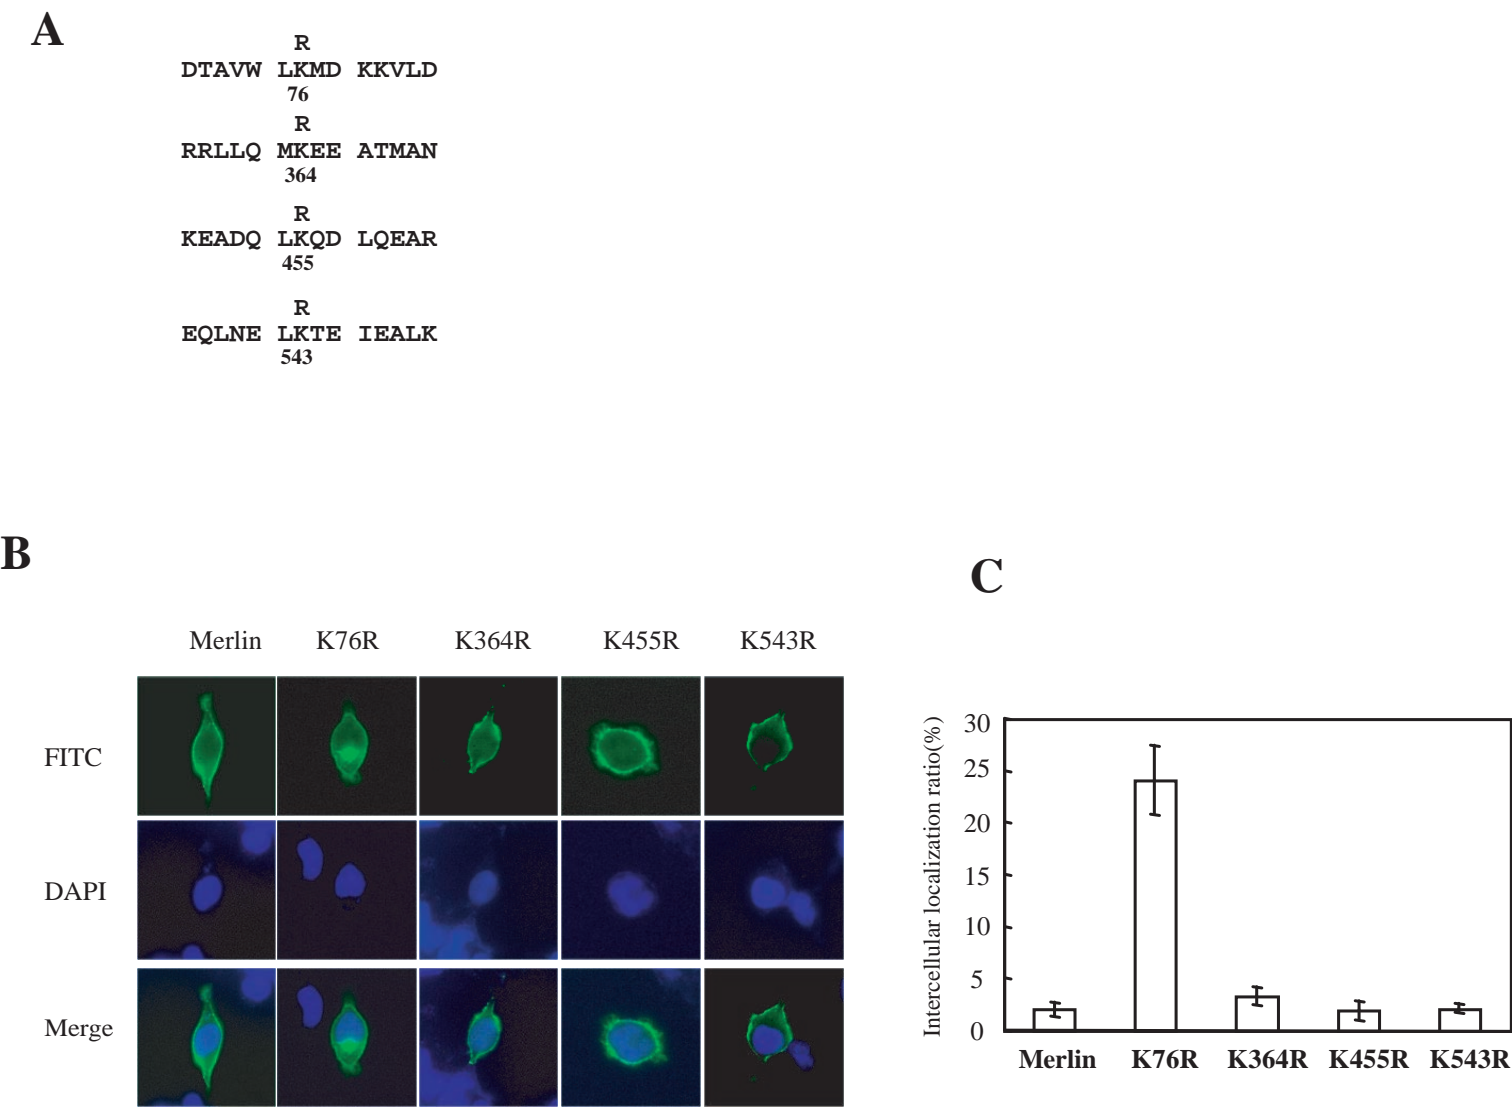 A
R
DTAVW LKMD KKVLD
76
R
RRLLQ MKEE ATMAN
364
R
KEADQ LKQD LQEAR
455
R
EQLNE LKTE IEALK
543
B
Merlin K76R K364R K455R K543R
FITC
DAPI
Merge
C
Intercellular localization ratio(%)
30
25
20
15
10
5
0
Merlin K76R K364R K455R K543R